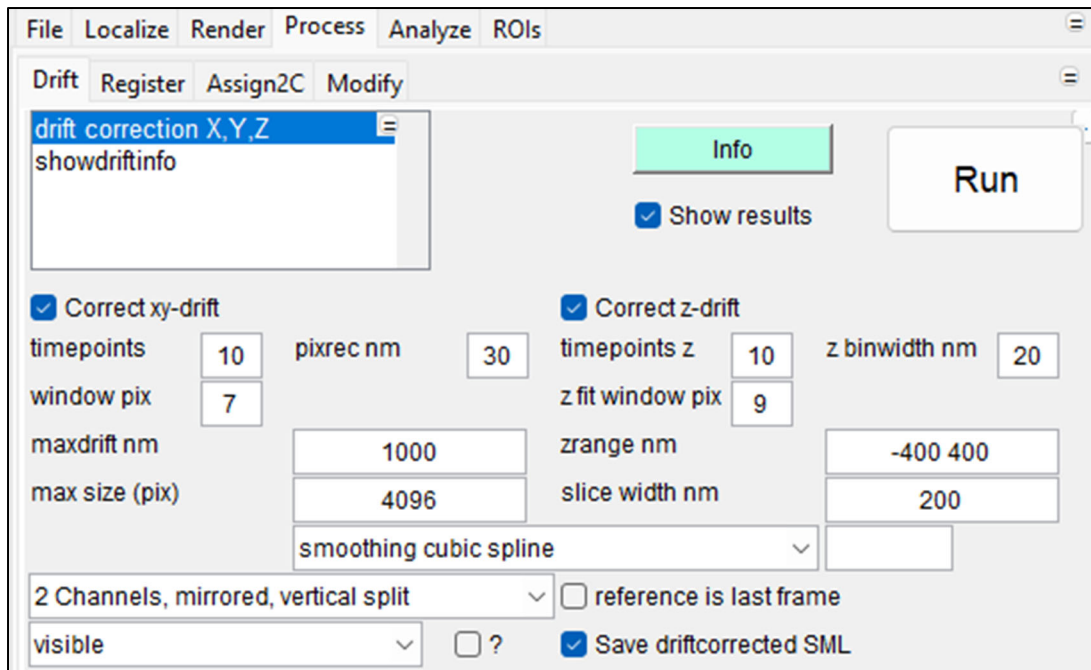 File Localize Render Process Analyze ROIs
Drift Register Assign2C Modify
drift correction X,Y,Z
showdriftinfo
Info
Run
Show results
Correct xy-drift
Correct z-drift
timepoints 10 pixrec nm 30 timepoints z 10 z binwidth nm 20
window pix 7 z fit window pix 9
maxdrift nm 1000 zrange nm -400 400
max size (pix) 4096 slice width nm 200
smoothing cubic spline
2 Channels, mirrored, vertical split reference is last frame
visible ? Save driftcorrected SML